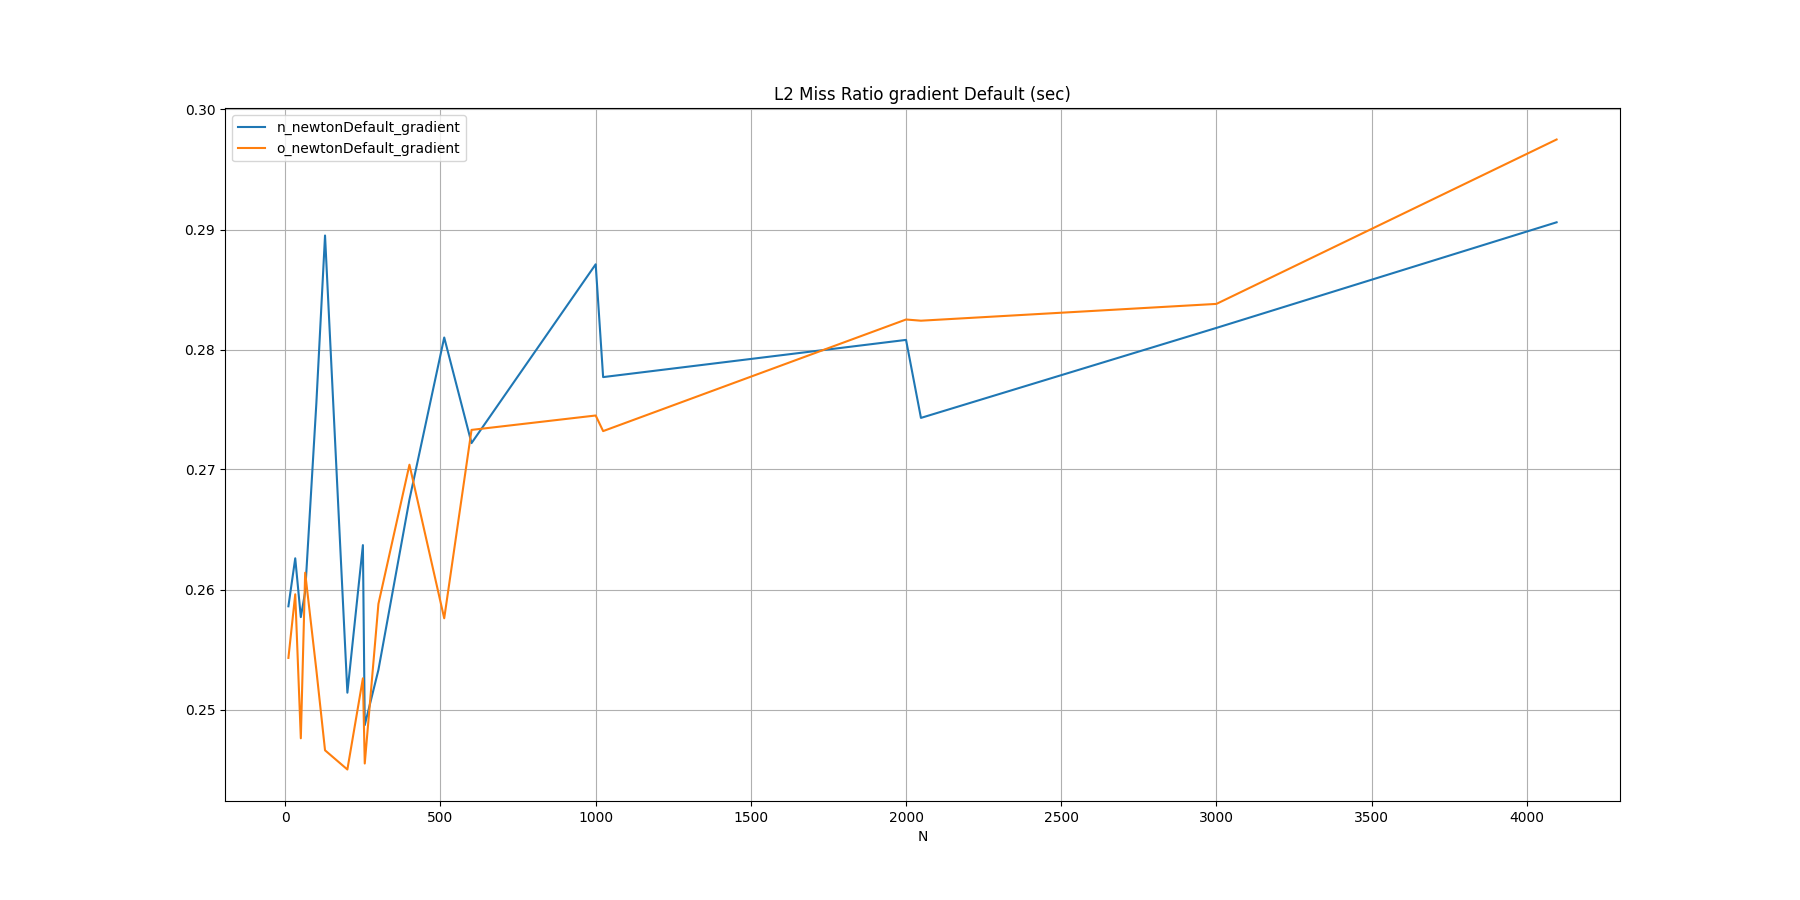 L2 Miss Ratio gradient Default (sec)
0.30
n_newtonDefault_gradient
o_newtonDefault_gradient
0.29
0.28
0.27
0.26
0.25
0 500 1000 1500 2000 2500 3000 3500 4000
N